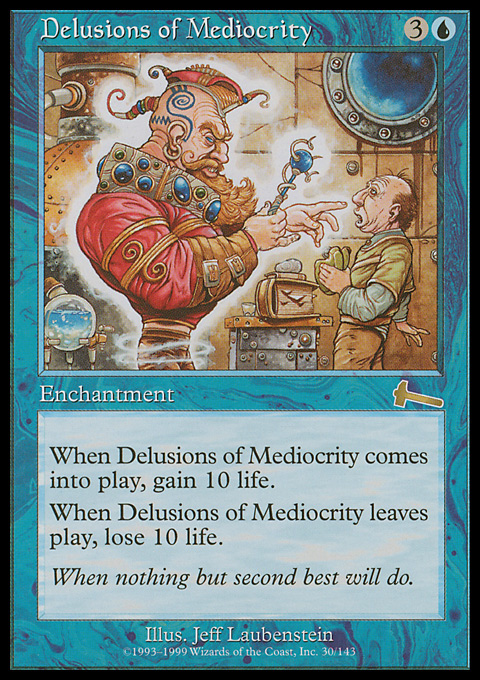 Delusions of Mediocrity 3
Enchantment
When Delusions of Mediocrity comes
into play, gain 10 life.
When Delusions of Mediocrity leaves
play, lose 10 life.
When nothing but second best will do.
Illus. Jeff Laubenstein
©1993–1999 Wizards of the Coast, Inc. 30/143